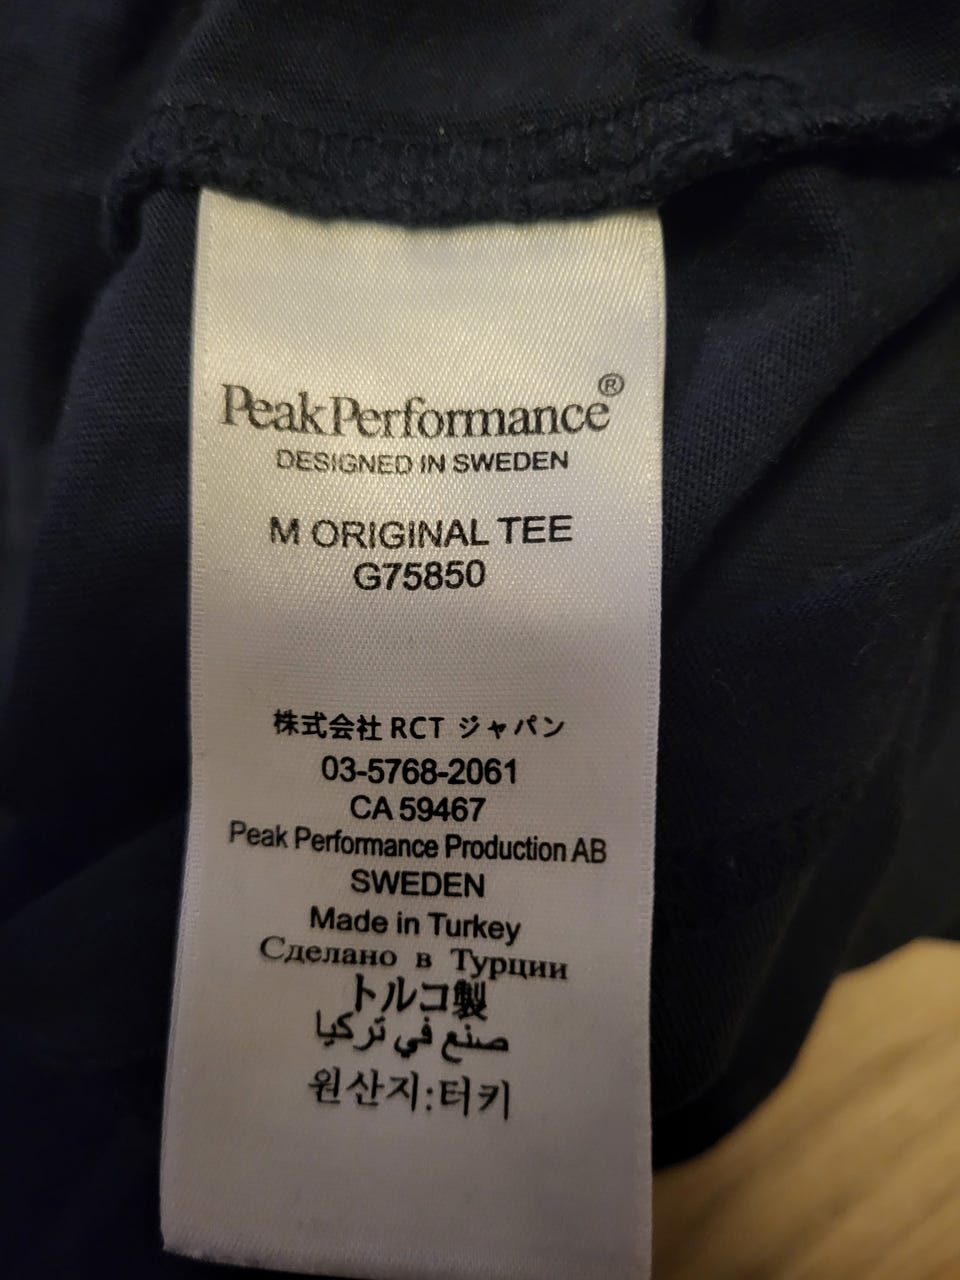 Peak Performance®
DESIGNED IN SWEDEN
M ORIGINAL TEE
G75850
株式会社 RCT ジャパン
03-5768-2061
CA 59467
Peak Performance Production AB
SWEDEN
Made in Turkey
Сделано в Турции
トルコ製
صنع في تركيا
원산지:터키